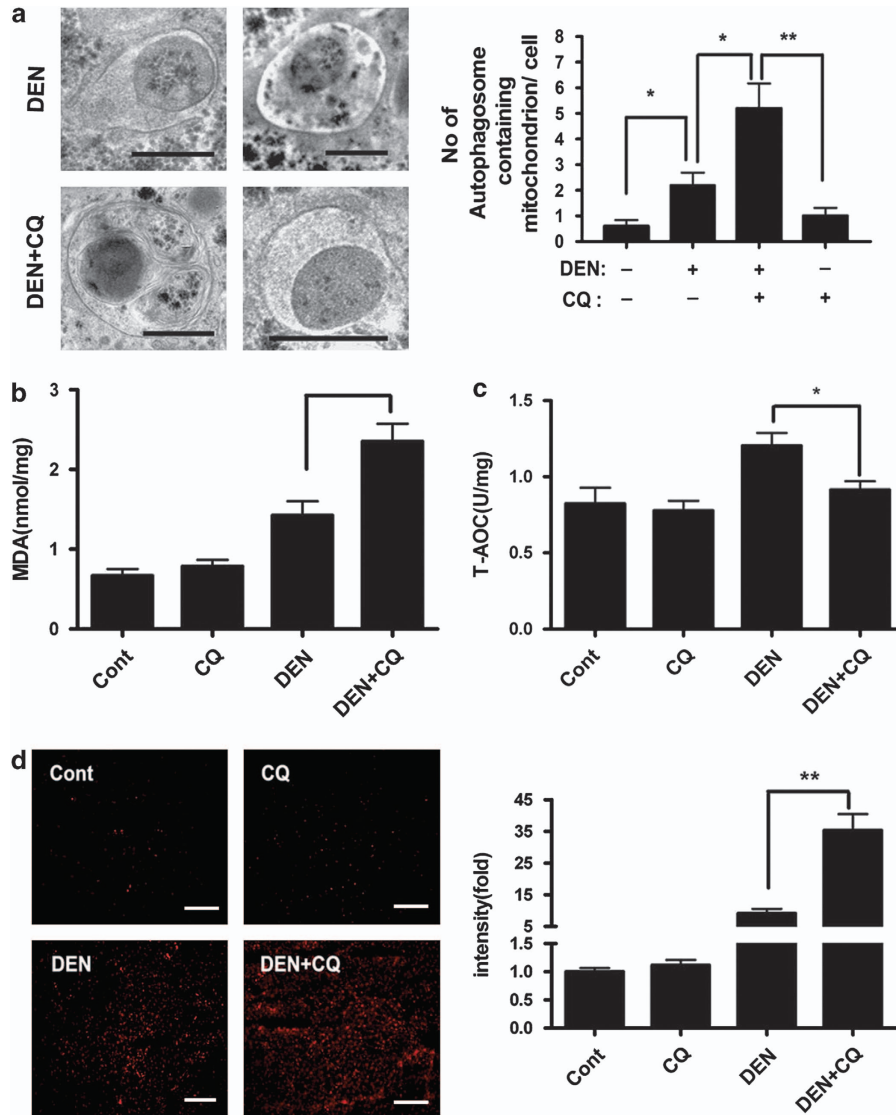 a
DEN
DEN+CQ
No of
Autophagosome
containing
mitochondrion/ cell
8
7
6
5
4
3
2
1
0
*
*
**
DEN: – + + –
CQ : – – + +
b
MDA(nmol/mg)
3
2
1
0
Cont
CQ
DEN
DEN+CQ
c
T-AOC(U/mg)
1.5
1.0
0.5
0.0
*
Cont
CQ
DEN
DEN+CQ
d
Cont
CQ
DEN
DEN+CQ
intensity(fold)
45
35
25
15
5
1.5
1.0
0.5
0.0
**
Cont
CQ
DEN
DEN+CQ